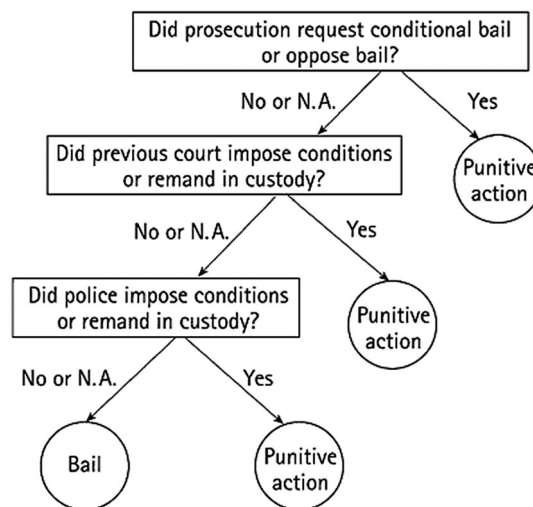 Did prosecution request conditional bail
or oppose bail?
No or N.A.
Yes
Did previous court impose conditions
or remand in custody?
Punitive
action
No or N.A.
Yes
Did police impose conditions
or remand in custody?
Punitive
action
No or N.A.
Yes
Bail
Punitive
action